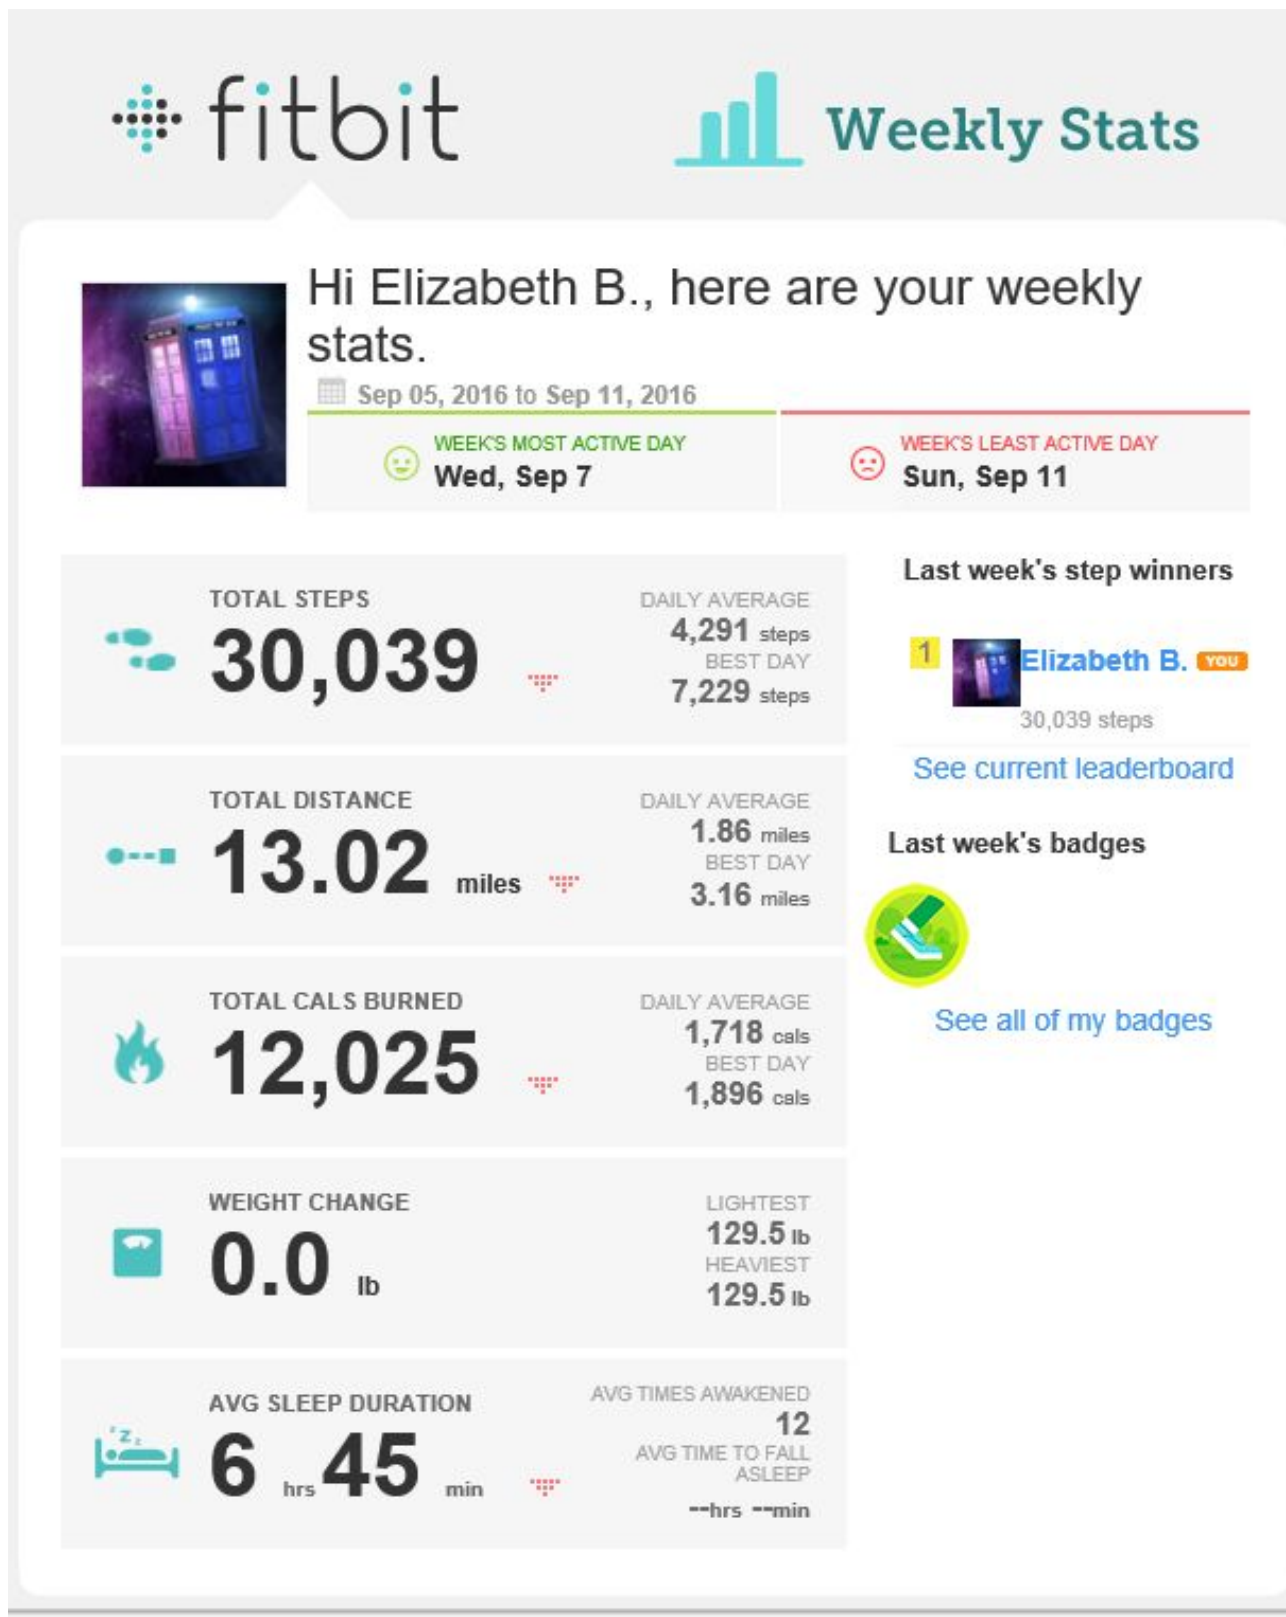 fitbit
Weekly Stats
Hi Elizabeth B., here are your weekly
stats.
Sep 05, 2016 to Sep 11, 2016
WEEK'S MOST ACTIVE DAY
Wed, Sep 7
WEEK'S LEAST ACTIVE DAY
Sun, Sep 11
TOTAL STEPS
30,039
DAILY AVERAGE
4,291 steps
BEST DAY
7,229 steps
TOTAL DISTANCE
13.02 miles
DAILY AVERAGE
1.86 miles
BEST DAY
3.16 miles
TOTAL CALS BURNED
12,025
DAILY AVERAGE
1,718 cals
BEST DAY
1,896 cals
WEIGHT CHANGE
0.0 lb
LIGHTEST
129.5 lb
HEAVIEST
129.5 lb
AVG SLEEP DURATION
6 hrs 45 min
AVG TIMES AWAKENED
12
AVG TIME TO FALL
ASLEEP
--hrs --min
Last week's step winners
1 Elizabeth B. YOU
30,039 steps
See current leaderboard
Last week's badges
See all of my badges